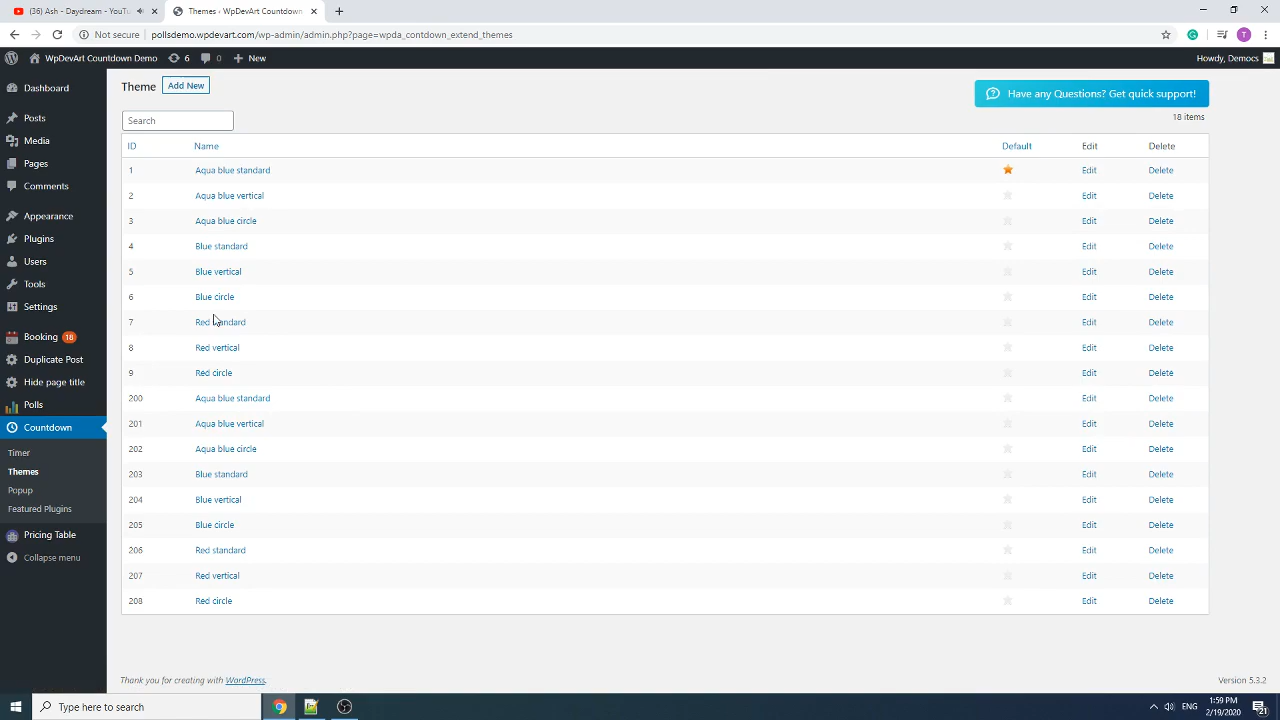 (30) Ash - Daydream - YouTu
Themes ‹ WpDevArt Countdown
Not secure
pollsdemo.wpdevart.com/wp-admin/admin.php?page=wpda_contdown_extend_themes
T
WpDevArt Countdown Demo
6
0
New
Howdy, Democs
Dashboard
Posts
Media
Pages
Comments
Appearance
Plugins
Users
Tools
Settings
Booking 18
Duplicate Post
Hide page title
Polls
Countdown
Timer
Themes
Popup
Featured Plugins
Pricing Table
Collapse menu
Theme Add New
Have any Questions? Get quick support!
Search
18 items
ID Name Default Edit Delete
1 Aqua blue standard Edit Delete
2 Aqua blue vertical Edit Delete
3 Aqua blue circle Edit Delete
4 Blue standard Edit Delete
5 Blue vertical Edit Delete
6 Blue circle Edit Delete
7 Red standard Edit Delete
8 Red vertical Edit Delete
9 Red circle Edit Delete
200 Aqua blue standard Edit Delete
201 Aqua blue vertical Edit Delete
202 Aqua blue circle Edit Delete
203 Blue standard Edit Delete
204 Blue vertical Edit Delete
205 Blue circle Edit Delete
206 Red standard Edit Delete
207 Red vertical Edit Delete
208 Red circle Edit Delete
Thank you for creating with WordPress.
Version 5.3.2
Type here to search
ENG
1:59 PM
2/19/2020
21